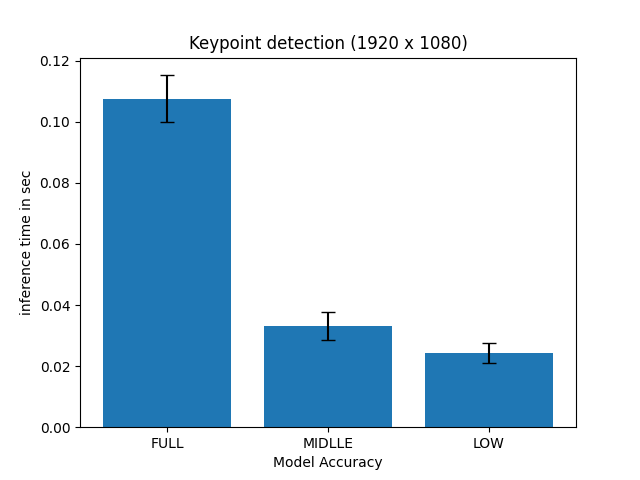 Keypoint detection (1920 x 1080)
0.12
0.10
0.08
0.06
0.04
0.02
0.00
inference time in sec
FULL
MIDLLE
LOW
Model Accuracy